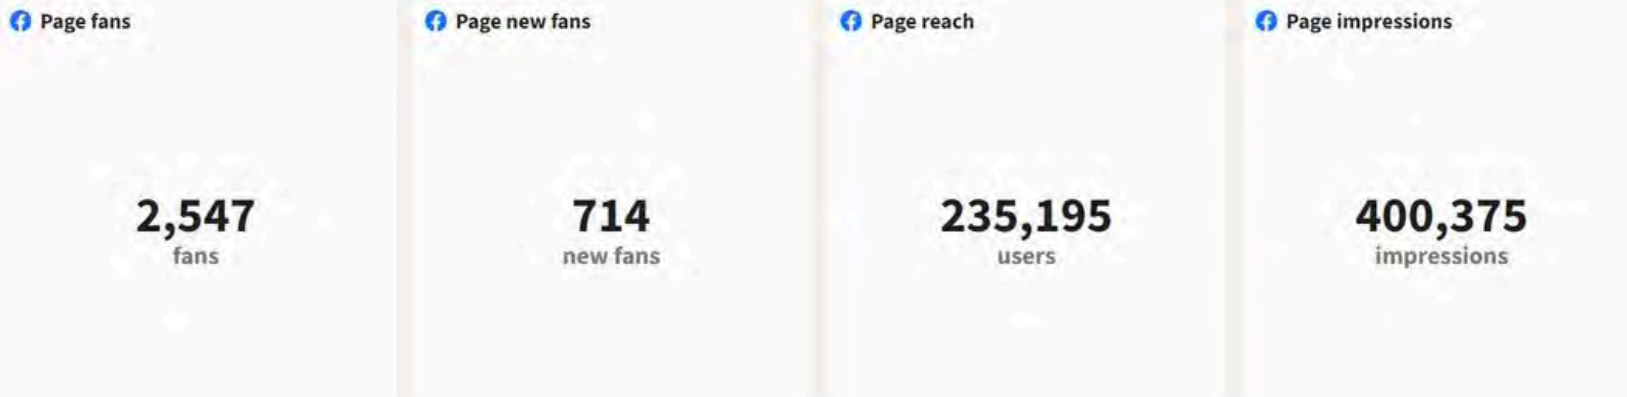 Page fans
2,547
fans
Page new fans
714
new fans
Page reach
235,195
users
Page impressions
400,375
impressions